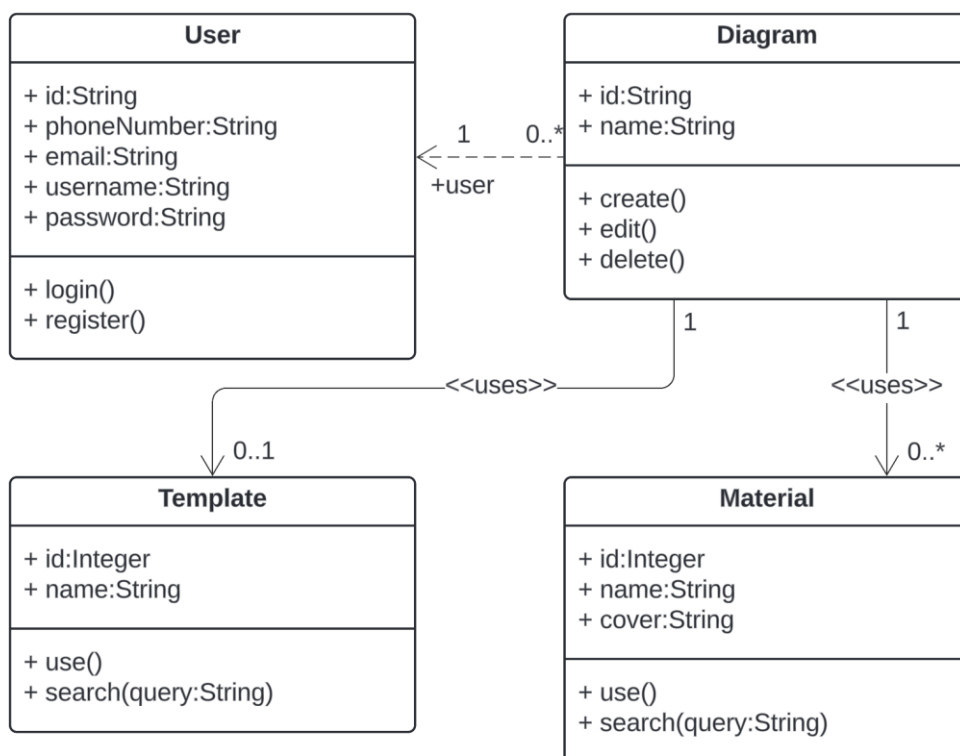 User
+ id:String
+ phoneNumber:String
+ email:String
+ username:String
+ password:String
+ login()
+ register()
1
0..*
+user
Diagram
+ id:String
+ name:String
+ create()
+ edit()
+ delete()
1
<<uses>>
0..1
1
<<uses>>
0..*
Template
+ id:Integer
+ name:String
+ use()
+ search(query:String)
Material
+ id:Integer
+ name:String
+ cover:String
+ use()
+ search(query:String)